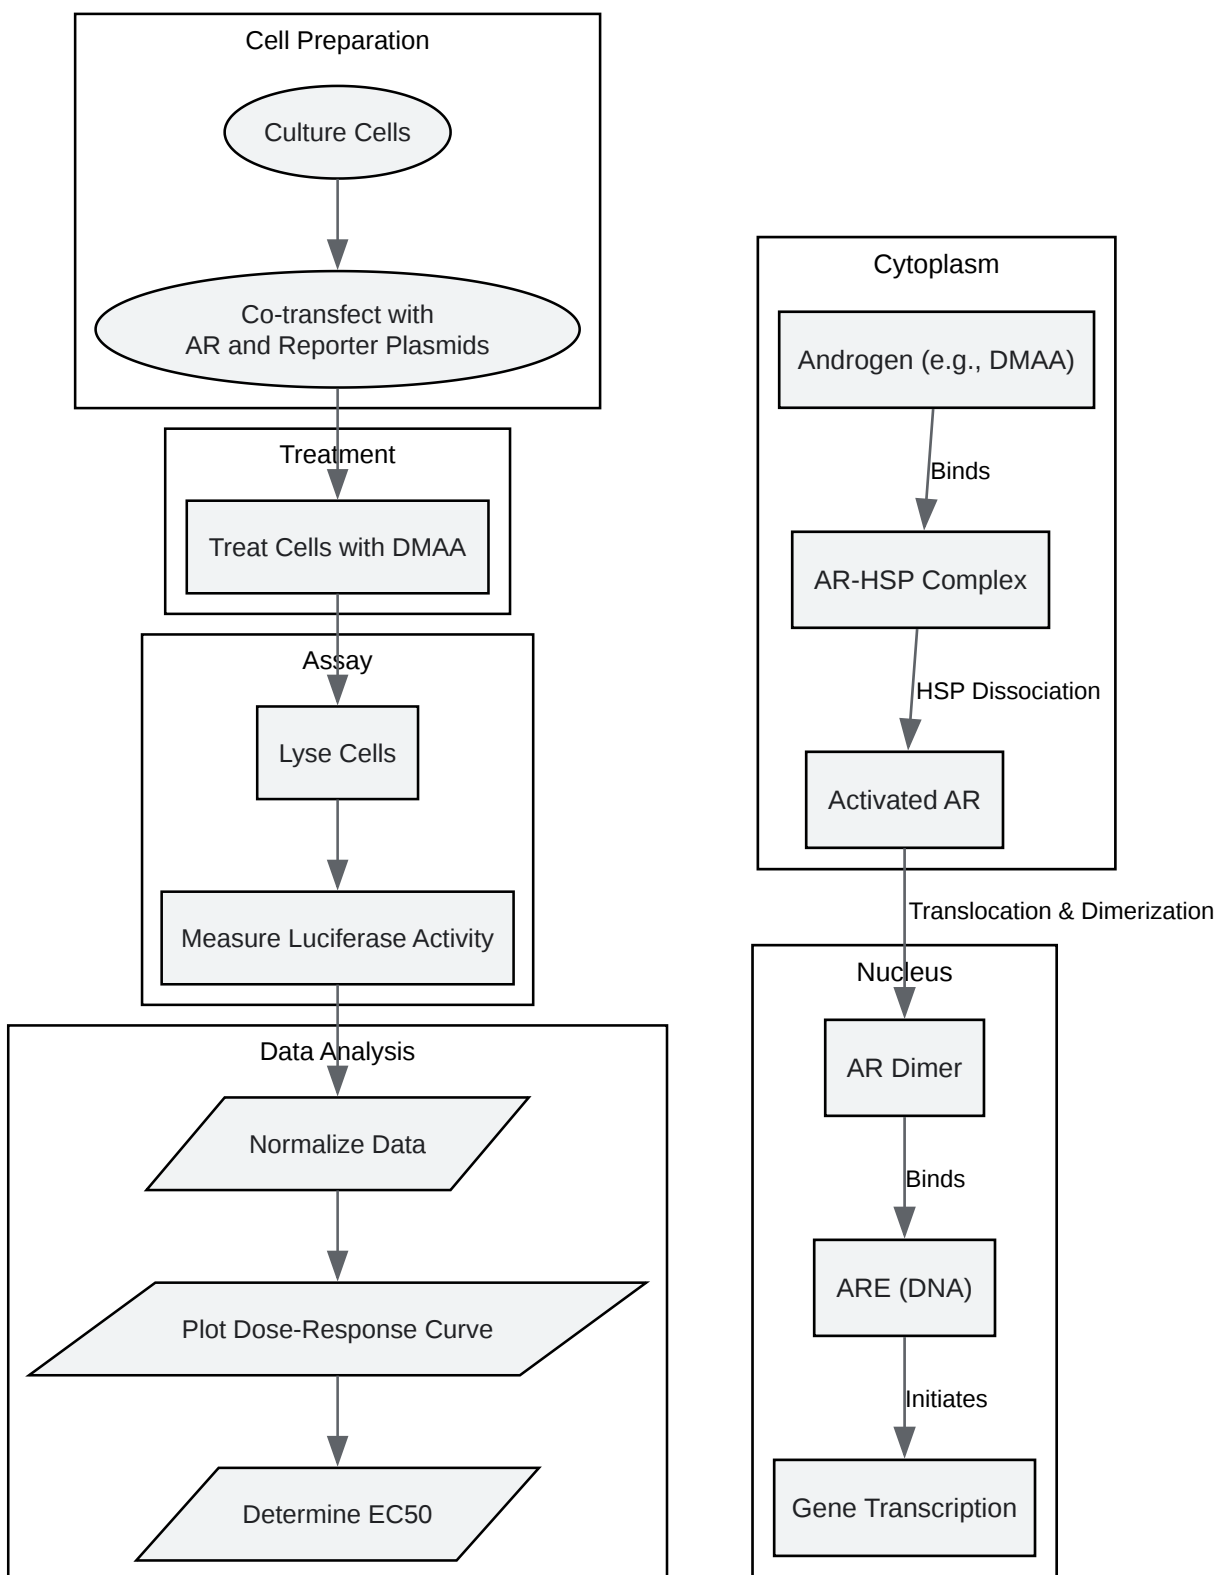 Cell Preparation
Culture Cells
Co-transfect with
AR and Reporter Plasmids
Treatment
Treat Cells with DMAA
Assay
Lyse Cells
Measure Luciferase Activity
Data Analysis
Normalize Data
Plot Dose-Response Curve
Determine EC50
Cytoplasm
Androgen (e.g., DMAA)
Binds
AR-HSP Complex
HSP Dissociation
Activated AR
Translocation & Dimerization
Nucleus
AR Dimer
Binds
ARE (DNA)
Initiates
Gene Transcription